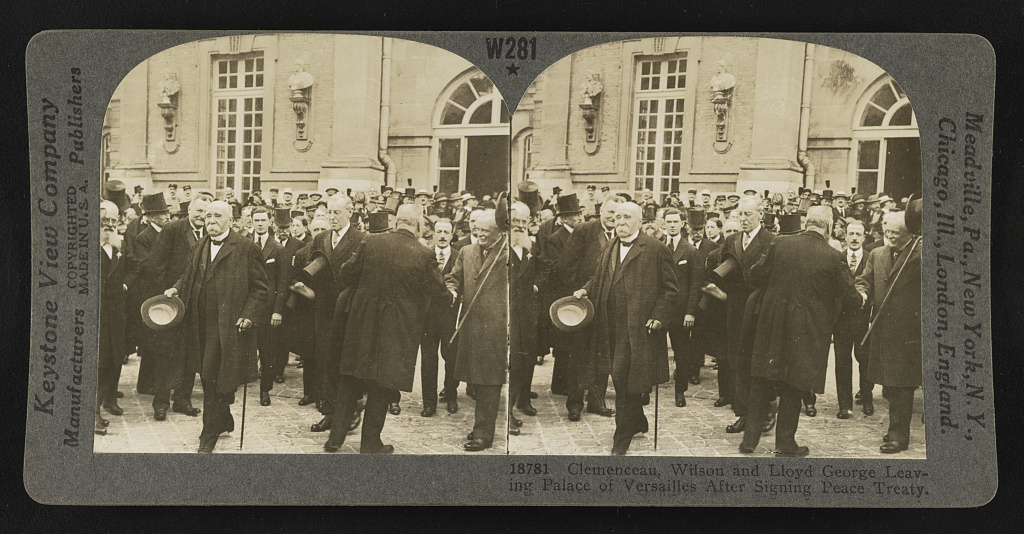 W281
Keystone View Company
Manufacturers COPYRIGHTED Publishers
MADE IN U.S.A.
Meadville, Pa., New York, N.Y.,
Chicago, Ill., London, England.
18781 Clemenceau, Wilson and Lloyd George Leav-
ing Palace of Versailles After Signing Peace Treaty.